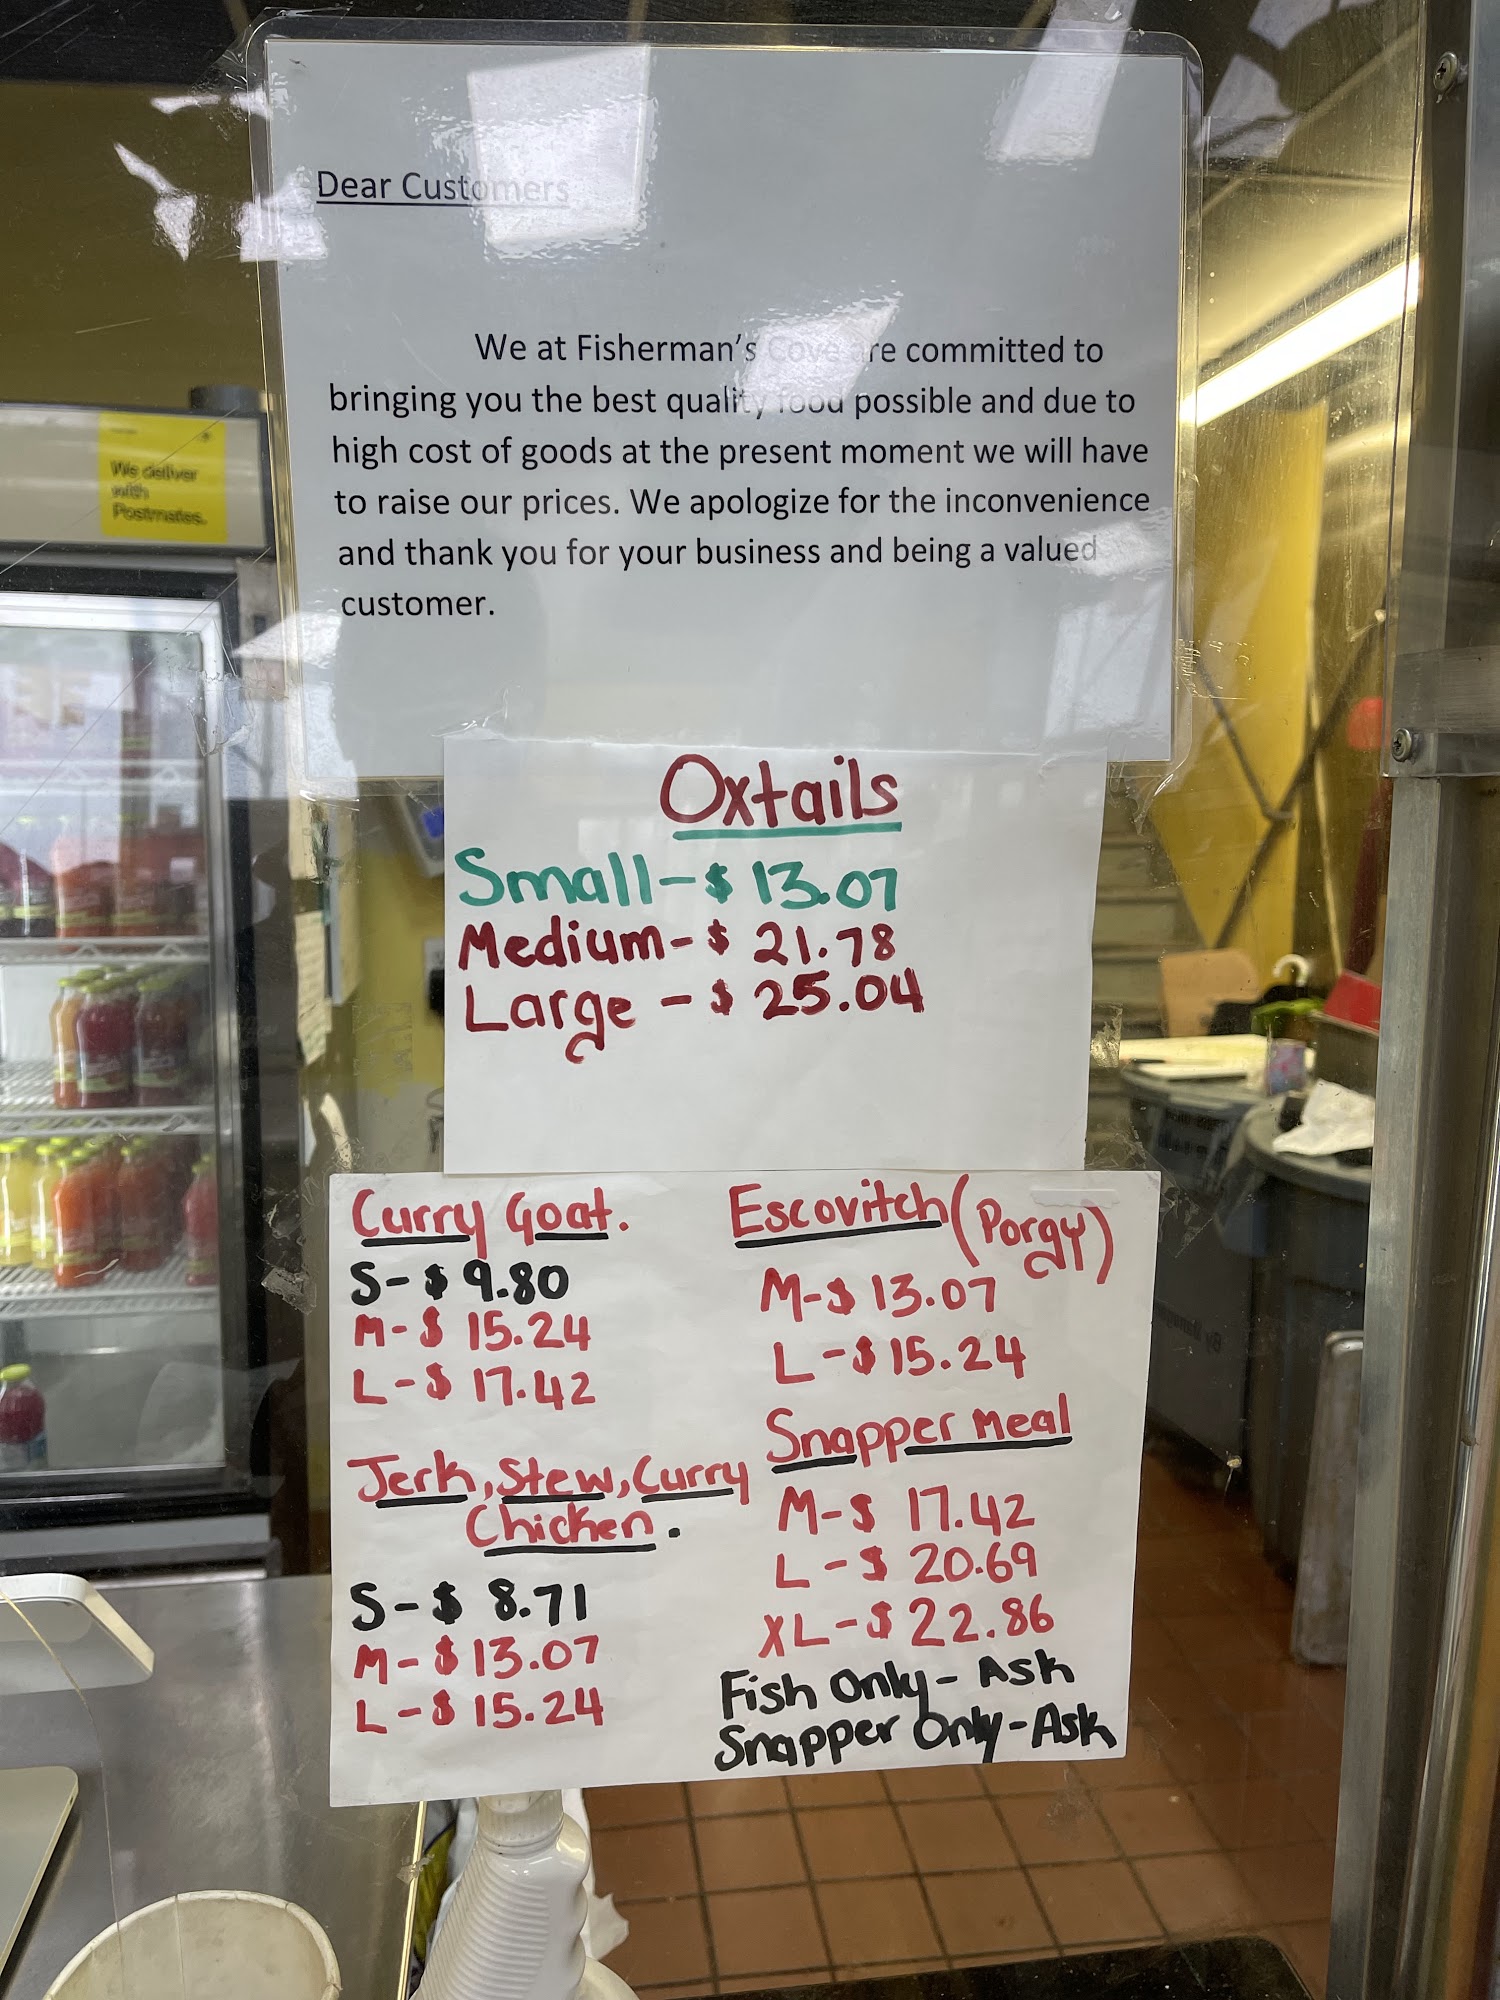 Dear Customers
We at Fisherman's Cove are committed to
bringing you the best quality food possible and due to
high cost of goods at the present moment we will have
to raise our prices. We apologize for the inconvenience
and thank you for your business and being a valued
customer.
We deliver
with
Postmates.
Oxtails
Small - $ 13.07
Medium - $ 21.78
Large - $ 25.04
Curry Goat.
S - $ 9.80
M - $ 15.24
L - $ 17.42
Jerk, Stew, Curry
Chicken.
S - $ 8.71
M - $ 13.07
L - $ 15.24
Escovitch (Porgy)
M - $ 13.07
L - $ 15.24
Snapper Meal
M - $ 17.42
L - $ 20.69
XL - $ 22.86
Fish Only - Ask
Snapper Only - Ask